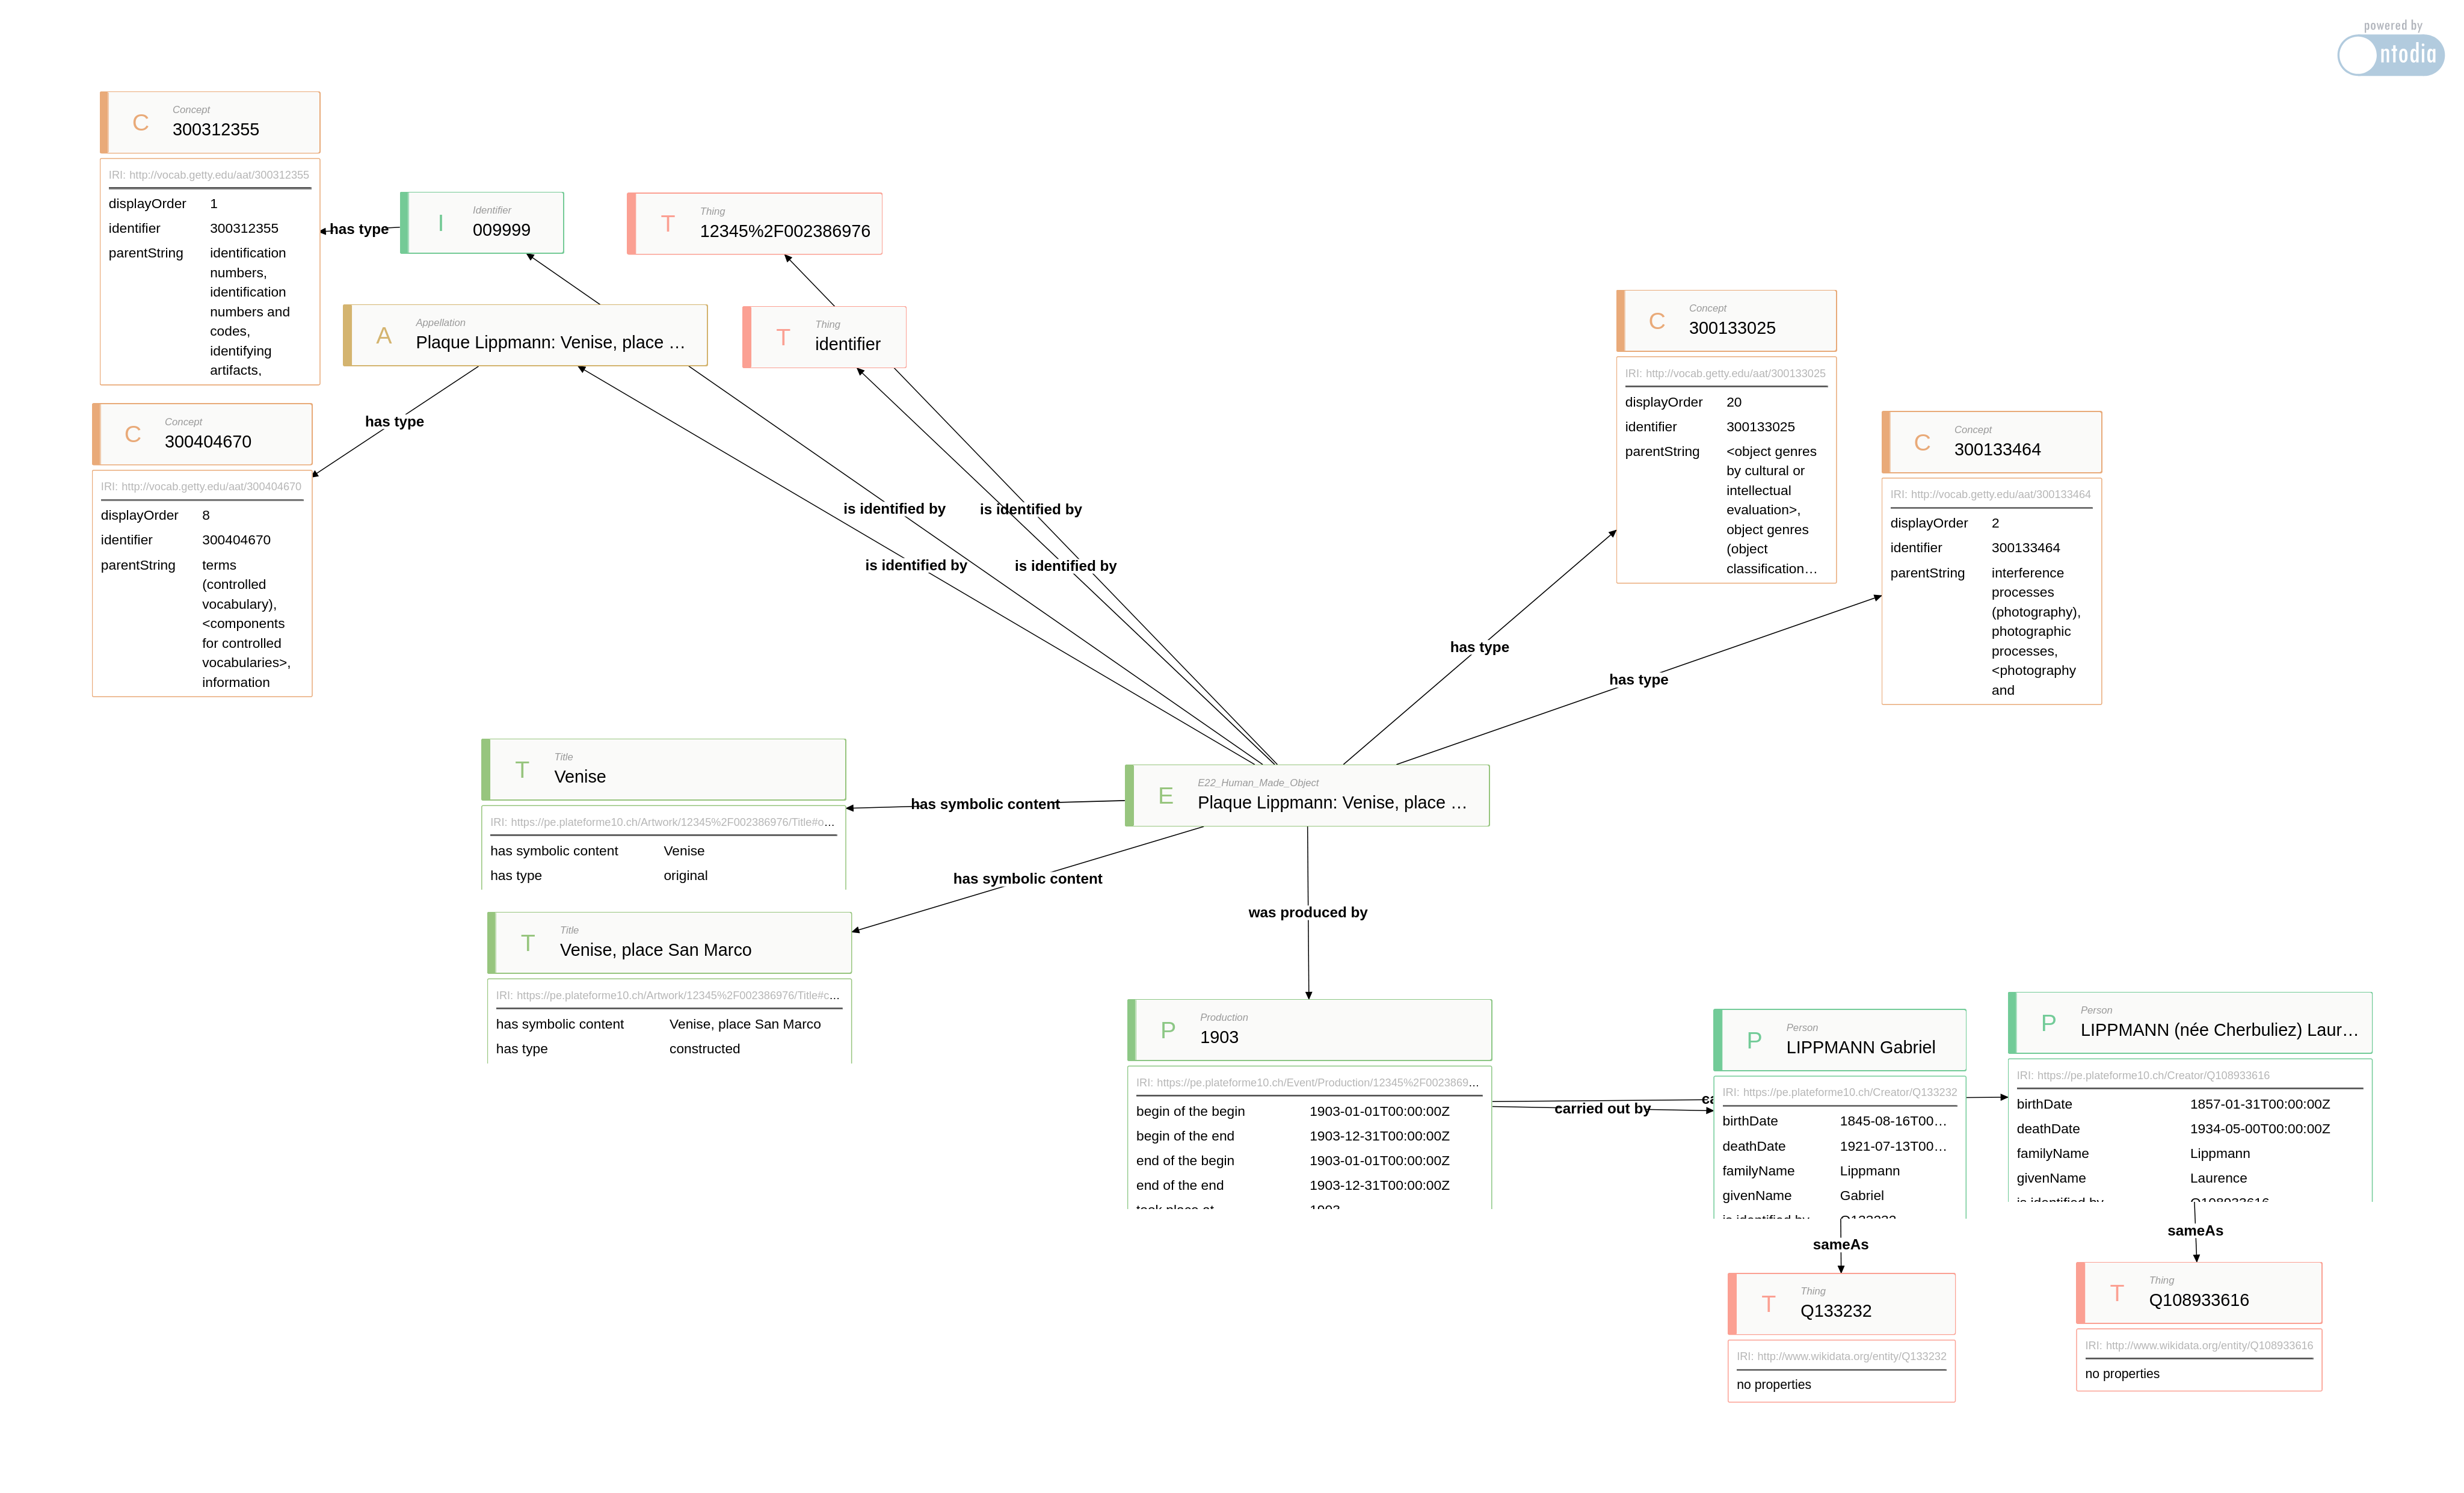 powered by
ntodia
C
Concept
300312355
IRI: http://vocab.getty.edu/aat/300312355
displayOrder 1
identifier 300312355
parentString identification
numbers,
identification
numbers and
codes,
identifying
artifacts,
has type
I
Identifier
009999
T
Thing
12345%2F002386976
A
Appellation
Plaque Lippmann: Venise, place …
T
Thing
identifier
C
Concept
300404670
IRI: http://vocab.getty.edu/aat/300404670
displayOrder 8
identifier 300404670
parentString terms
(controlled
vocabulary),
<components
for controlled
vocabularies>,
information
has type
is identified by
is identified by
is identified by
is identified by
C
Concept
300133025
IRI: http://vocab.getty.edu/aat/300133025
displayOrder 20
identifier 300133025
parentString <object genres
by cultural or
intellectual
evaluation>,
object genres
(object
classification…
C
Concept
300133464
IRI: http://vocab.getty.edu/aat/300133464
displayOrder 2
identifier 300133464
parentString interference
processes
(photography),
photographic
processes,
<photography
and
has type
has type
T
Title
Venise
IRI: https://pe.plateforme10.ch/Artwork/12345%2F002386976/Title#o…
has symbolic content Venise
has type original
has symbolic content
E
E22_Human_Made_Object
Plaque Lippmann: Venise, place …
has symbolic content
T
Title
Venise, place San Marco
IRI: https://pe.plateforme10.ch/Artwork/12345%2F002386976/Title#c…
has symbolic content Venise, place San Marco
has type constructed
was produced by
P
Production
1903
IRI: https://pe.plateforme10.ch/Event/Production/12345%2F0023869…
begin of the begin 1903-01-01T00:00:00Z
begin of the end 1903-12-31T00:00:00Z
end of the begin 1903-01-01T00:00:00Z
end of the end 1903-12-31T00:00:00Z
took place at 1903
ca
carried out by
P
Person
LIPPMANN Gabriel
IRI: https://pe.plateforme10.ch/Creator/Q133232
birthDate 1845-08-16T00…
deathDate 1921-07-13T00…
familyName Lippmann
givenName Gabriel
is identified by Q133232
P
Person
LIPPMANN (née Cherbuliez) Laur…
IRI: https://pe.plateforme10.ch/Creator/Q108933616
birthDate 1857-01-31T00:00:00Z
deathDate 1934-05-00T00:00:00Z
familyName Lippmann
givenName Laurence
is identified by Q108933616
sameAs
sameAs
T
Thing
Q133232
IRI: http://www.wikidata.org/entity/Q133232
no properties
T
Thing
Q108933616
IRI: http://www.wikidata.org/entity/Q108933616
no properties